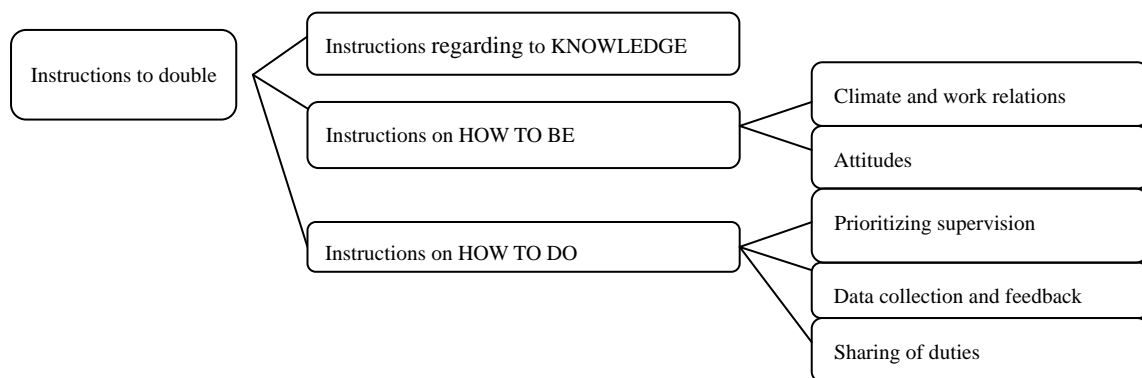 Instructions to double
Instructions regarding to KNOWLEDGE
Instructions on HOW TO BE
Instructions on HOW TO DO
Climate and work relations
Attitudes
Prioritizing supervision
Data collection and feedback
Sharing of duties